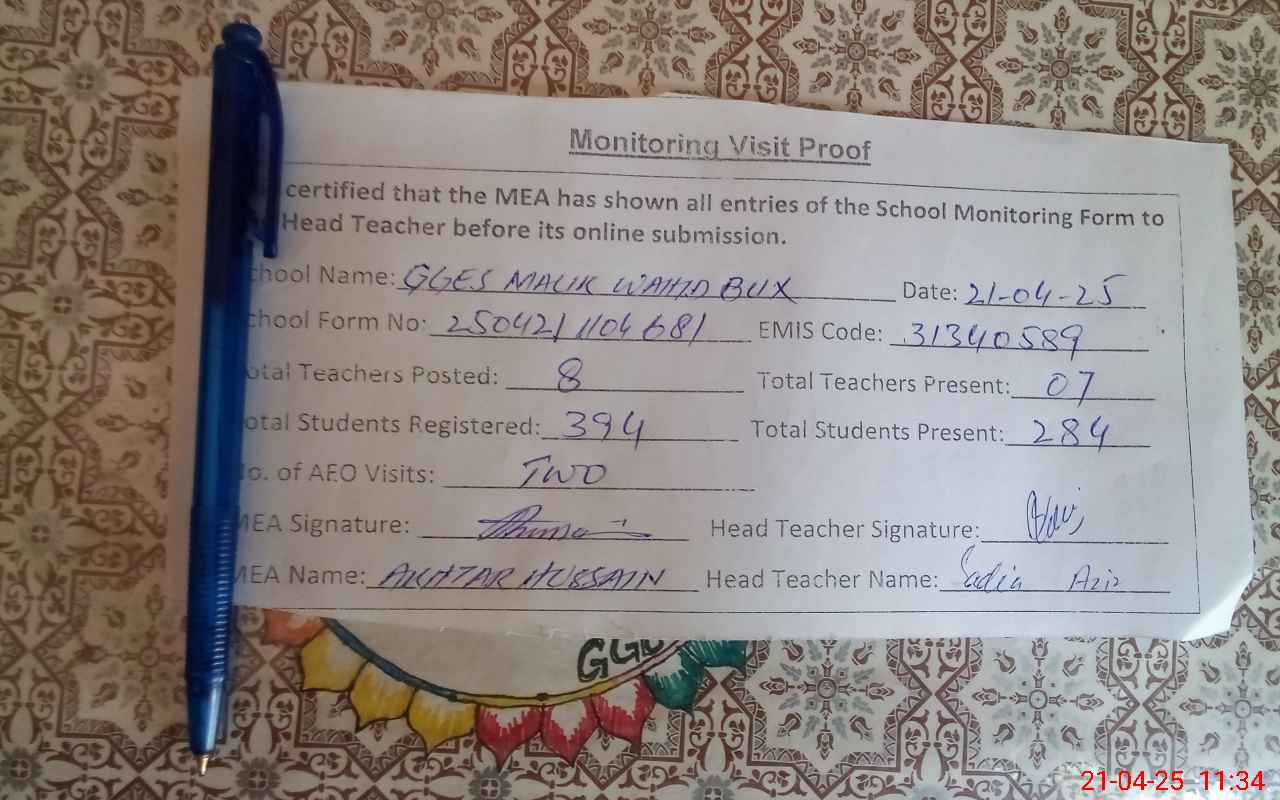 Monitoring Visit Proof
certified that the MEA has shown all entries of the School Monitoring Form to
Head Teacher before its online submission.
chool Name: GGES MALIK WAHID BUX Date: 21-04-25
chool Form No: 250421 1104681 EMIS Code: 31340589
otal Teachers Posted: 8 Total Teachers Present: 07
otal Students Registered: 394 Total Students Present: 284
o. of AEO Visits: TWO
MEA Signature: Head Teacher Signature:
MEA Name: AKHTAR HUSSAIN Head Teacher Name: Sadia Aziz
GGE
21-04-25 11:34